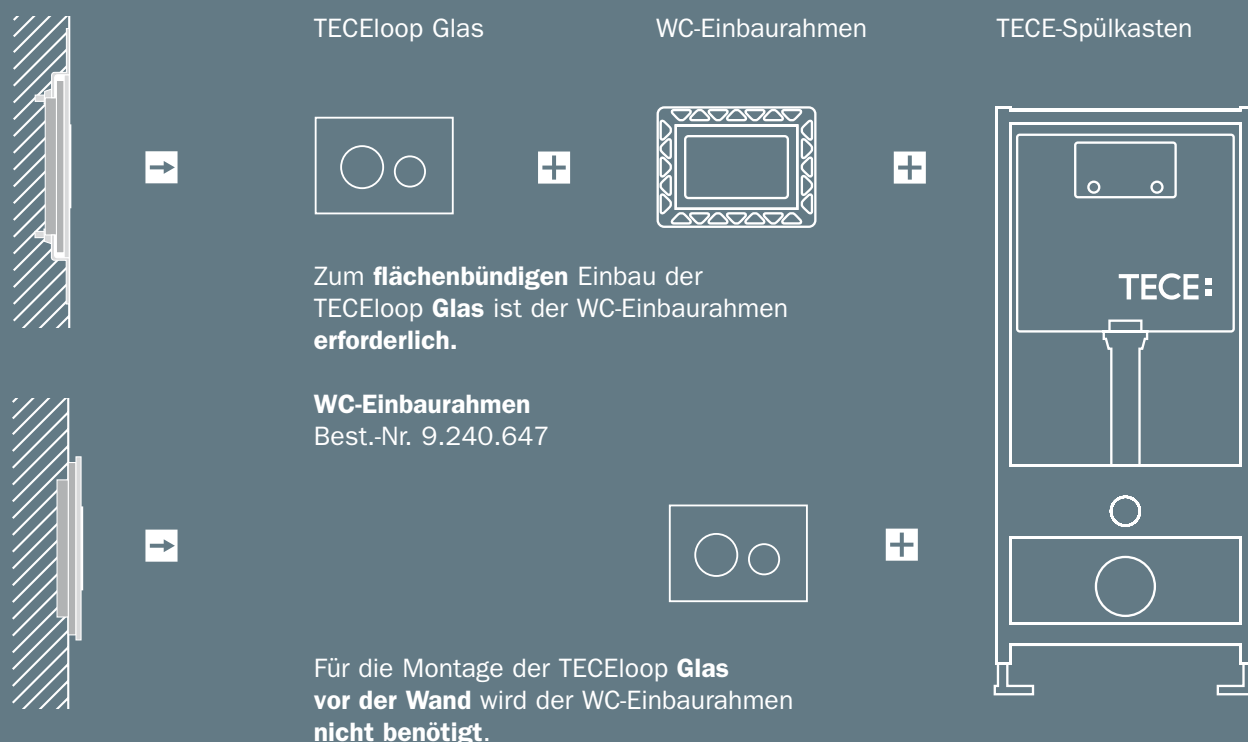 TECEloop Glas
WC-Einbaurahmen
TECE-Spülkasten
Zum flächenbündigen Einbau der
TECEloop Glas ist der WC-Einbaurahmen
erforderlich.
WC-Einbaurahmen
Best.-Nr. 9.240.647
TECE:
Für die Montage der TECEloop Glas
vor der Wand wird der WC-Einbaurahmen
nicht benötigt.